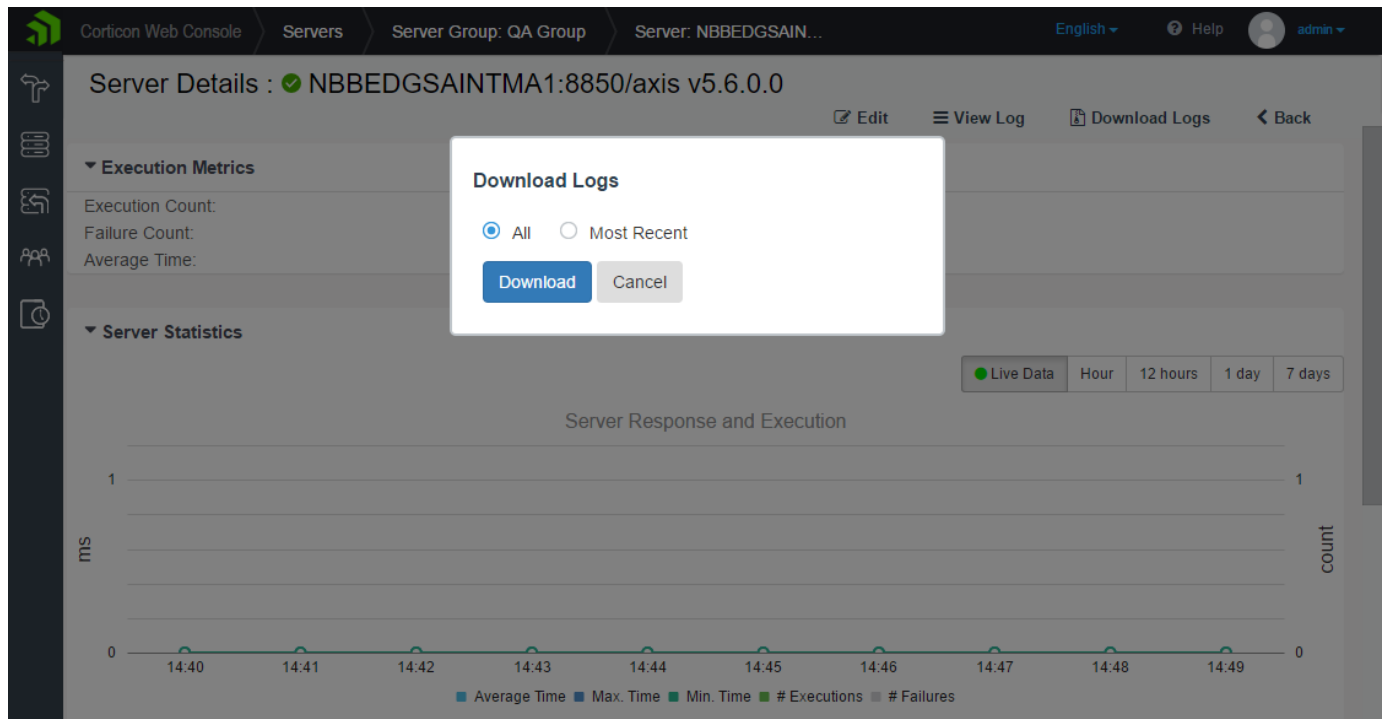 Corticon Web Console Servers Server Group: QA Group Server: NBBEDGSAIN... English Help admin
Server Details : NBBEDGSAINTMA1:8850/axis v5.6.0.0
Edit View Log Download Logs Back
Execution Metrics
Execution Count:
Failure Count:
Average Time:
Download Logs
All Most Recent
Download Cancel
Server Statistics
Live Data Hour 12 hours 1 day 7 days
Server Response and Execution
1 1
ms count
0 0
14:40 14:41 14:42 14:43 14:44 14:45 14:46 14:47 14:48 14:49
Average Time Max. Time Min. Time # Executions # Failures